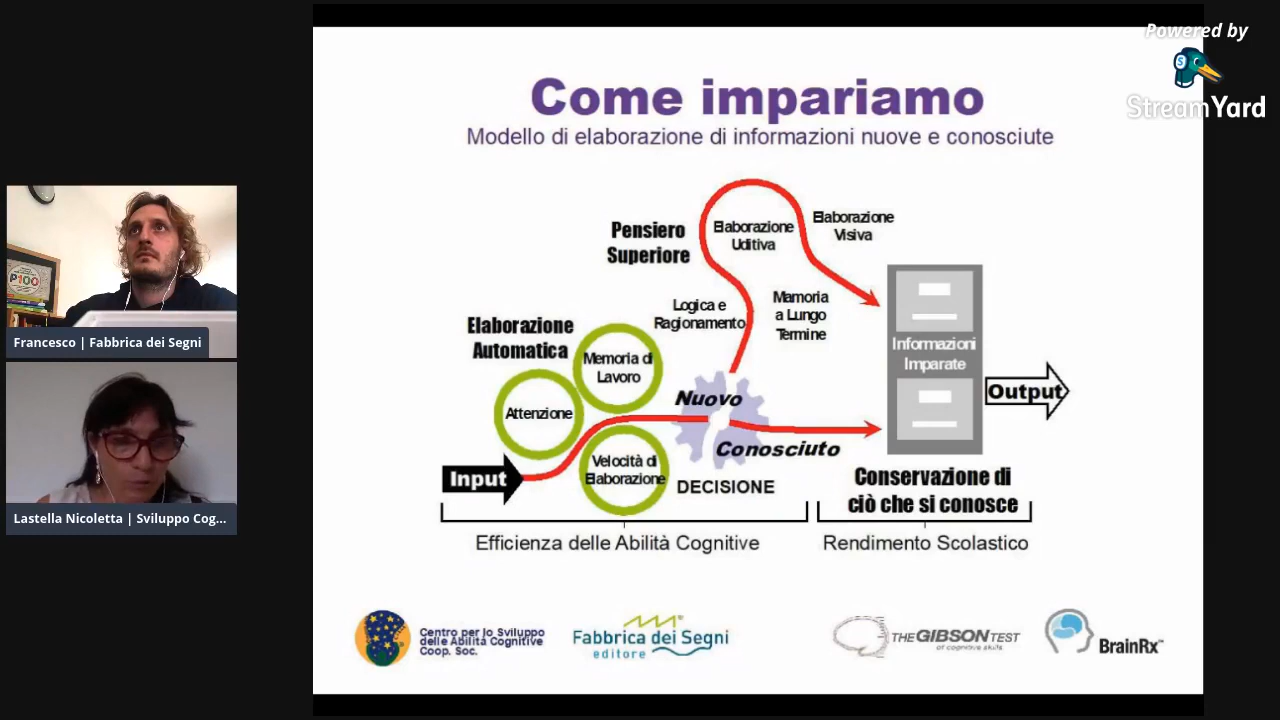 Powered by
StreamYard
Come impariamo
Modello di elaborazione di informazioni nuove e conosciute
Pensiero
Superiore
Elaborazione
Uditiva
Elaborazione
Visiva
Logica e
Ragionamento
Mamoria
a Lungo
Termine
Elaborazione
Automatica
Memoria di
Lavoro
Attenzione
Velocità di
Elaborazione
Input
Nuovo
Conosciuto
DECISIONE
Informazioni
Imparate
Output
Conservazione di
ciò che si conosce
Efficienza delle Abilità Cognitive
Rendimento Scolastico
P100
Francesco | Fabbrica dei Segni
Lastella Nicoletta | Sviluppo Cog...
Centro per lo Sviluppo
delle Abilità Cognitive
Coop. Soc.
Fabbrica dei Segni
editore
THE GIBSON TEST
of cognitive skills
BrainRx™